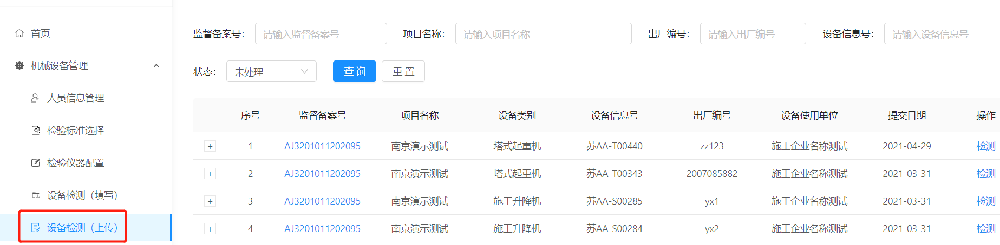 首页
机械设备管理
人员信息管理
检验标准选择
检验仪器配置
设备检测（填写）
设备检测（上传）
监督备案号： 请输入监督备案号 项目名称： 请输入项目名称 出厂编号： 请输入出厂编号 设备信息号： 请输入设备信息号
状态： 未处理 查 询 重 置
序号 监督备案号 项目名称 设备类别 设备信息号 出厂编号 设备使用单位 提交日期 操作
+ 1 AJ3201011202095 南京演示测试 塔式起重机 苏AA-T00440 zz123 施工企业名称测试 2021-04-29 检测
+ 2 AJ3201011202095 南京演示测试 塔式起重机 苏AA-T00343 2007085882 施工企业名称测试 2021-03-31 检测
+ 3 AJ3201011202095 南京演示测试 施工升降机 苏AA-S00285 yx1 施工企业名称测试 2021-03-31 检测
+ 4 AJ3201011202095 南京演示测试 施工升降机 苏AA-S00284 yx2 施工企业名称测试 2021-03-31 检测